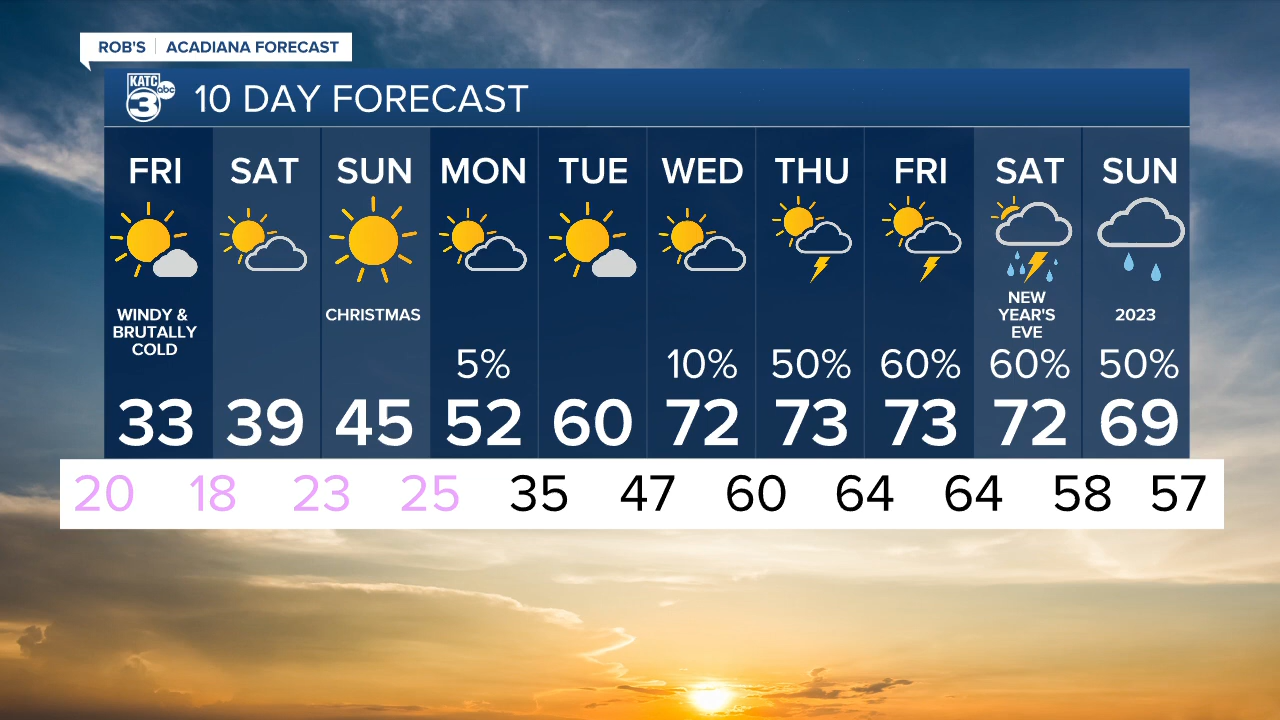 ROB'S ACADIANA FORECAST
KATC abc 3
10 DAY FORECAST
FRI SAT SUN MON TUE WED THU FRI SAT SUN
WINDY & BRUTALLY COLD
CHRISTMAS
NEW YEAR'S EVE
2023
5% 10% 50% 60% 60% 50%
33 39 45 52 60 72 73 73 72 69
20 18 23 25 35 47 60 64 64 58 57